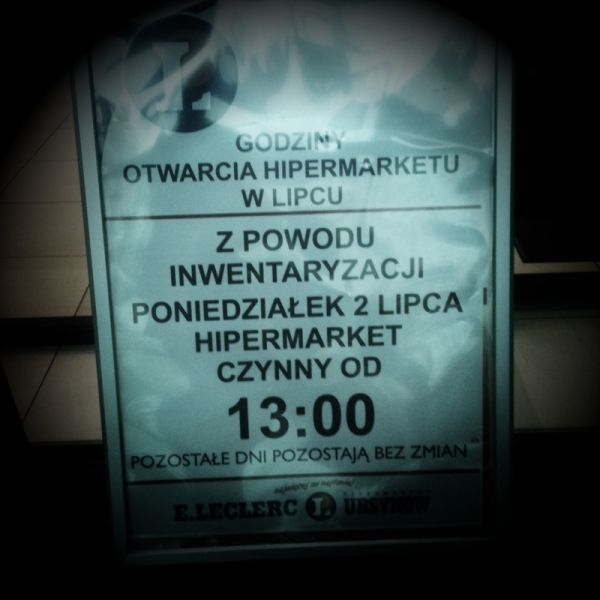 L
GODZINY
OTWARCIA HIPERMARKETU
W LIPCU
Z POWODU
INWENTARYZACJI
PONIEDZIAŁEK 2 LIPCA
HIPERMARKET
CZYNNY OD
13:00
POZOSTAŁE DNI POZOSTAJĄ BEZ ZMIAN
E.LECLERC L URSYNÓW